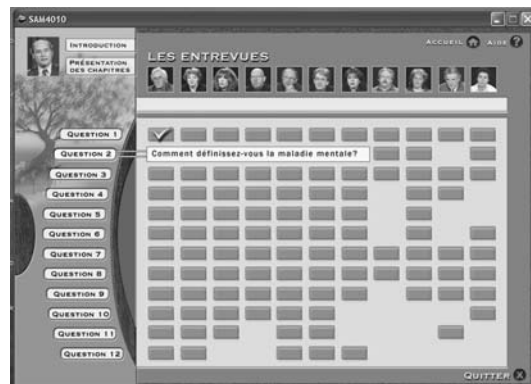 SAM4010
INTRODUCTION
PRÉSENTATION
DES CHAPITRES
LES ENTREVUES
ACCUEIL
AIDE ?
QUESTION 1
QUESTION 2
Comment définissez-vous la maladie mentale?
QUESTION 3
QUESTION 4
QUESTION 5
QUESTION 6
QUESTION 7
QUESTION 8
QUESTION 9
QUESTION 10
QUESTION 11
QUESTION 12
QUITTER